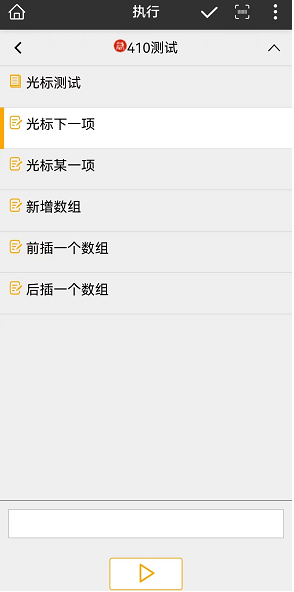 执行
急410测试
光标测试
光标下一项
光标某一项
新增数组
前插一个数组
后插一个数组